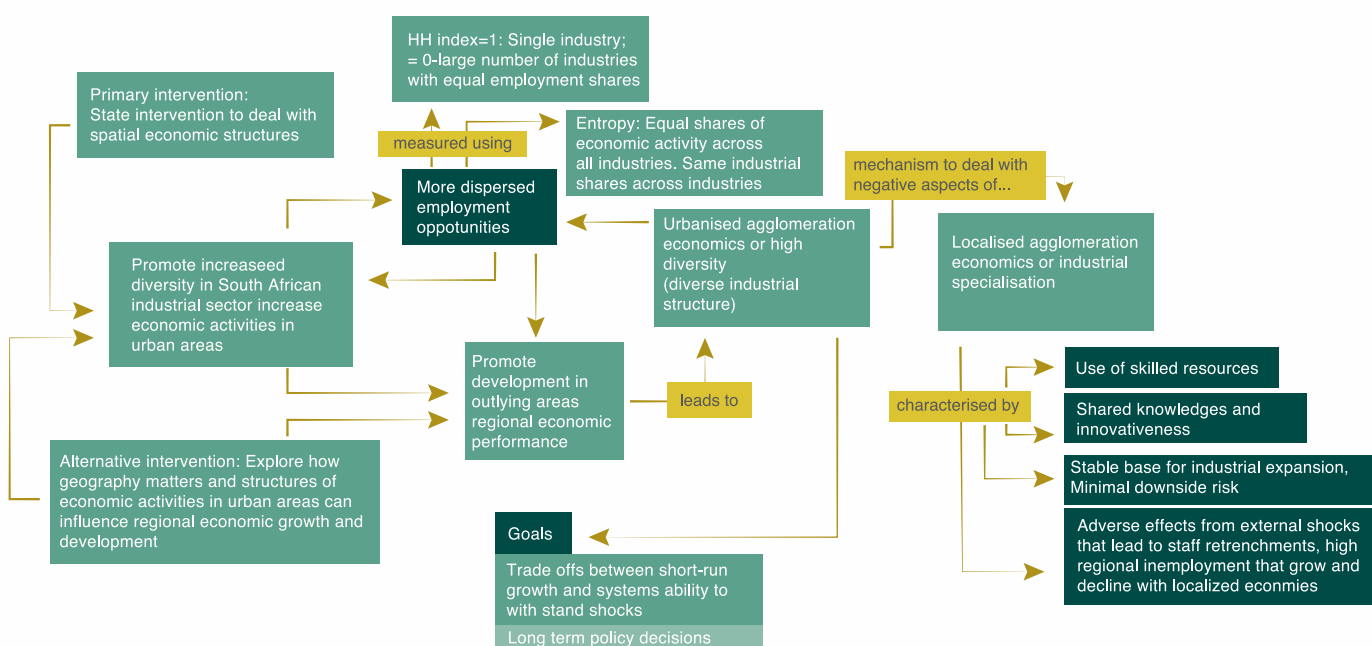 HH index=1: Single industry;
= 0-large number of industries
with equal employment shares
Primary intervention:
State intervention to deal with
spatial economic structures
measured using
Entropy: Equal shares of
economic activity across
all industries. Same industrial
shares across industries
mechanism to deal with
negative aspects of...
More dispersed
employment
oppotunities
Urbanised agglomeration
economics or high
diversity
(diverse industrial
structure)
Localised agglomeration
economics or industrial
specialisation
Promote increaseed
diversity in South African
industrial sector increase
economic activities in
urban areas
Promote
development in
outlying areas
regional economic
performance
leads to
characterised by
Use of skilled resources
Shared knowledges and
innovativeness
Stable base for industrial expansion,
Minimal downside risk
Adverse effects from external shocks
that lead to staff retrenchments, high
regional inemployment that grow and
decline with localized econmies
Alternative intervention: Explore how
geography matters and structures of
economic activities in urban areas can
influence regional economic growth and
development
Goals
Trade offs between short-run
growth and systems ability to
with stand shocks
Long term policy decisions